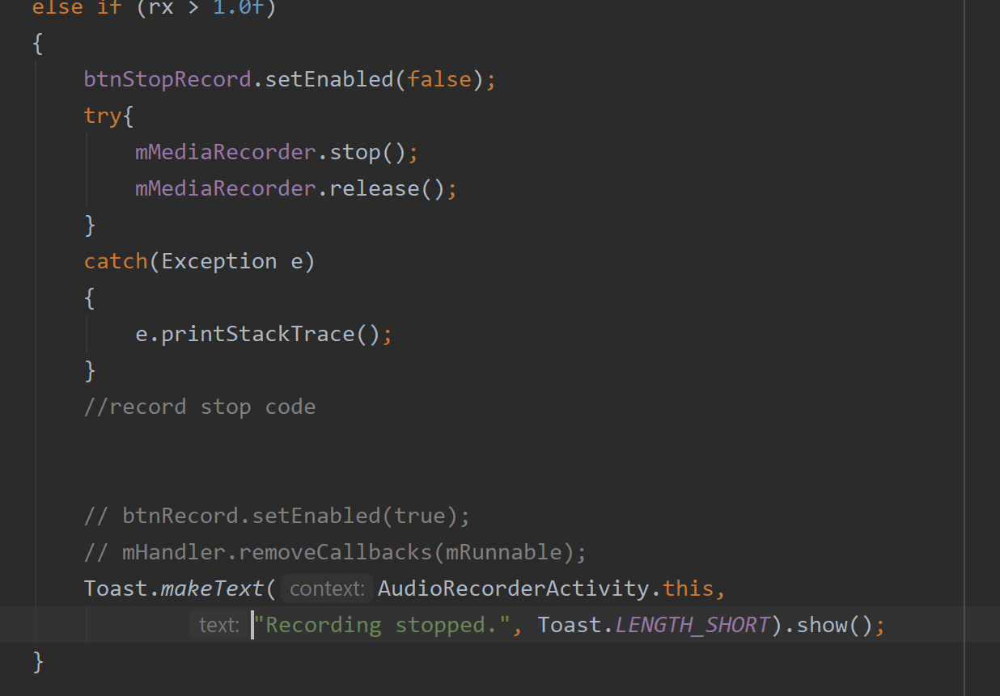 else if (rx > 1.0f)
{
btnStopRecord.setEnabled(false);
try{
mMediaRecorder.stop();
mMediaRecorder.release();
}
catch(Exception e)
{
e.printStackTrace();
}
//record stop code
// btnRecord.setEnabled(true);
// mHandler.removeCallbacks(mRunnable);
Toast.makeText( context: AudioRecorderActivity.this,
text: "Recording stopped.", Toast.LENGTH_SHORT).show();
}